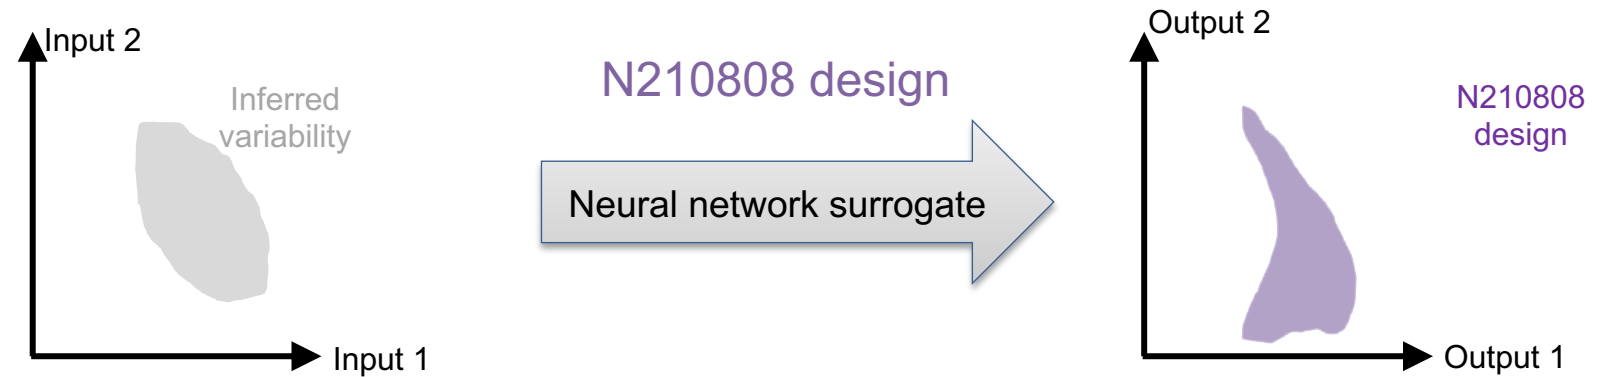 Input 2
Inferred
variability
Input 1
N210808 design
Neural network surrogate
Output 2
N210808
design
Output 1